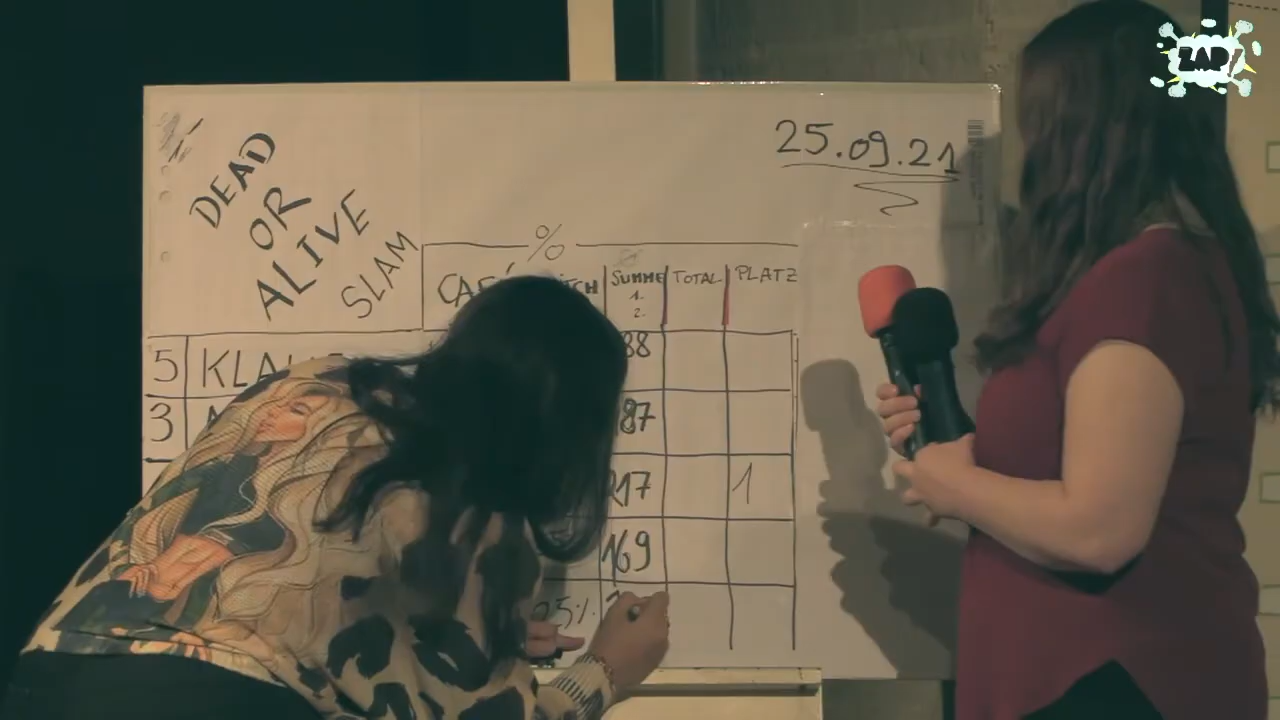 ZAP!
25.09.21
DEAD
OR
ALIVE
SLAM
%
SUMME TOTAL PLATZ
1.
2.
5 88
3 87
217 1
169